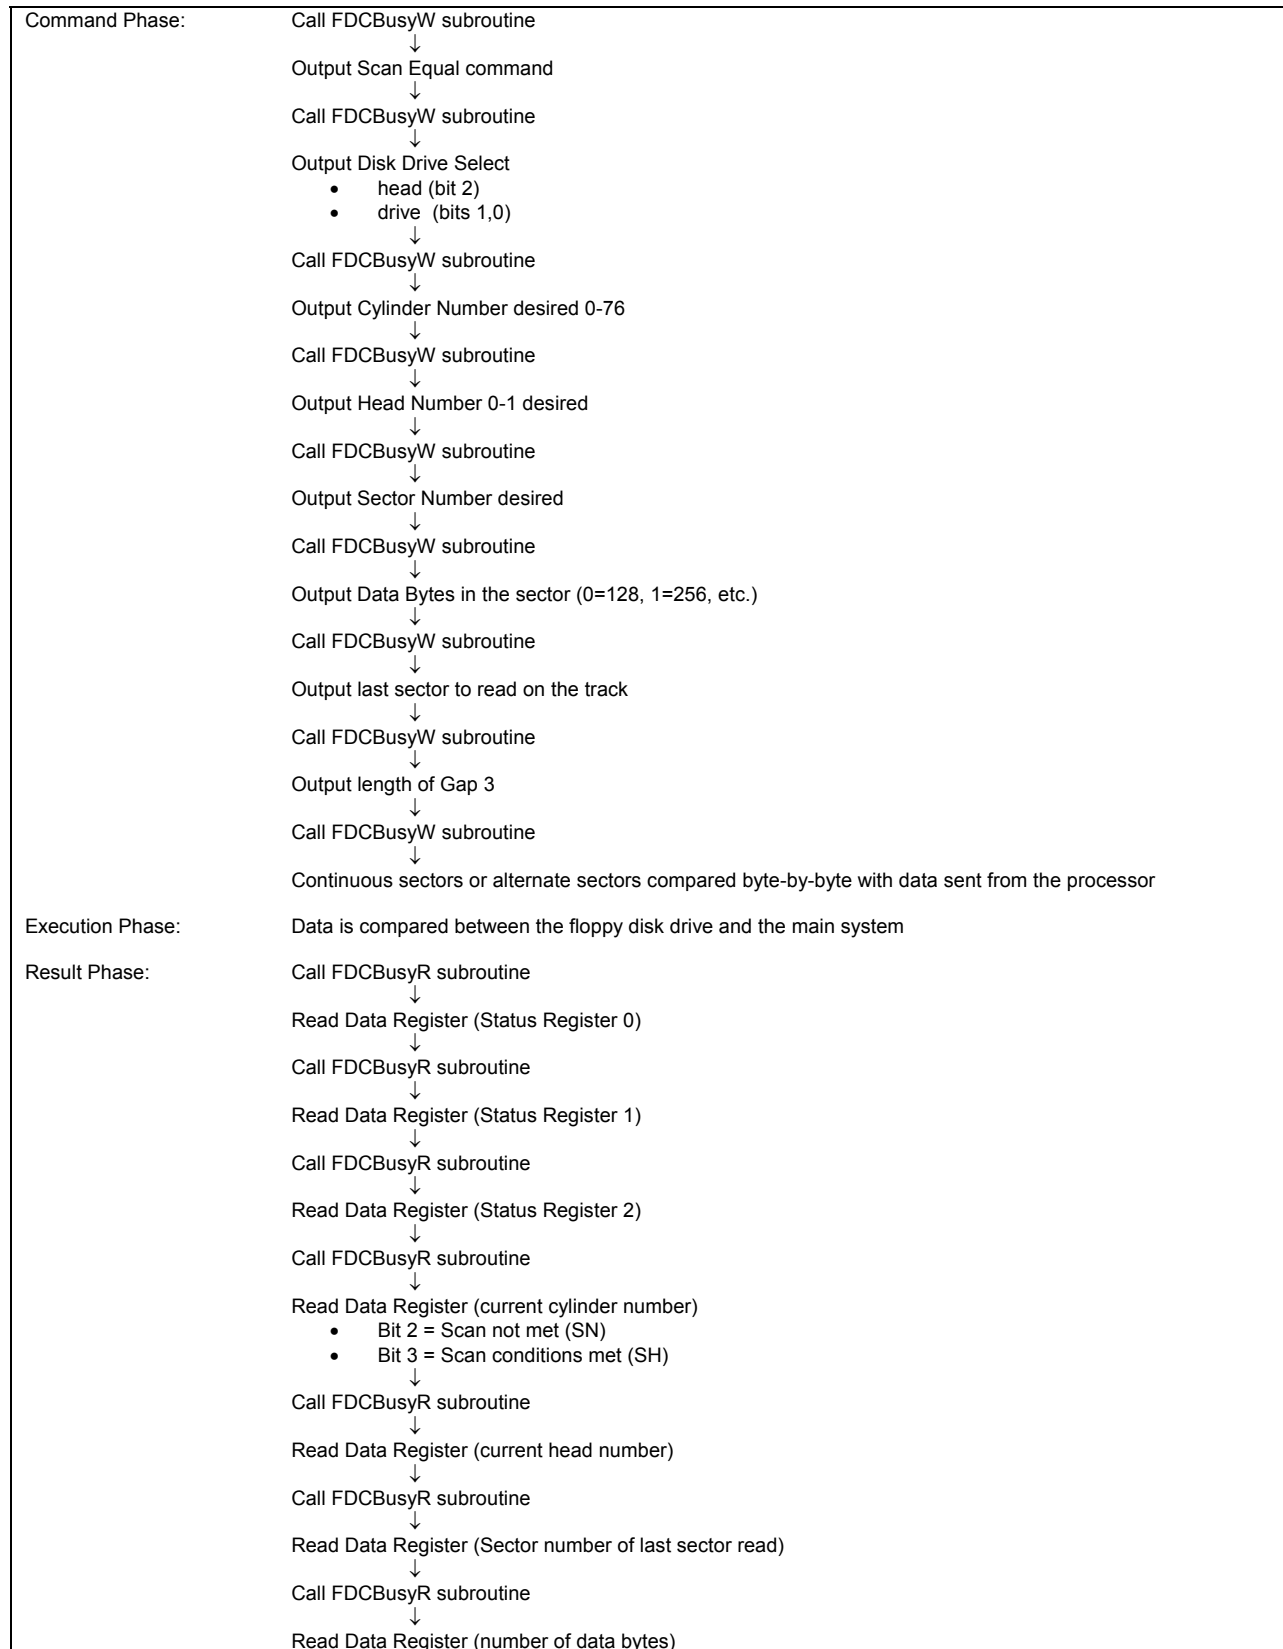 Command Phase: Call FDCBusyW subroutine
↓
Output Scan Equal command
↓
Call FDCBusyW subroutine
↓
Output Disk Drive Select
• head (bit 2)
• drive (bits 1,0)
↓
Call FDCBusyW subroutine
↓
Output Cylinder Number desired 0-76
↓
Call FDCBusyW subroutine
↓
Output Head Number 0-1 desired
↓
Call FDCBusyW subroutine
↓
Output Sector Number desired
↓
Call FDCBusyW subroutine
↓
Output Data Bytes in the sector (0=128, 1=256, etc.)
↓
Call FDCBusyW subroutine
↓
Output last sector to read on the track
↓
Call FDCBusyW subroutine
↓
Output length of Gap 3
↓
Call FDCBusyW subroutine
↓
Continuous sectors or alternate sectors compared byte-by-byte with data sent from the processor
Execution Phase: Data is compared between the floppy disk drive and the main system
Result Phase: Call FDCBusyR subroutine
↓
Read Data Register (Status Register 0)
↓
Call FDCBusyR subroutine
↓
Read Data Register (Status Register 1)
↓
Call FDCBusyR subroutine
↓
Read Data Register (Status Register 2)
↓
Call FDCBusyR subroutine
↓
Read Data Register (current cylinder number)
• Bit 2 = Scan not met (SN)
• Bit 3 = Scan conditions met (SH)
↓
Call FDCBusyR subroutine
↓
Read Data Register (current head number)
↓
Call FDCBusyR subroutine
↓
Read Data Register (Sector number of last sector read)
↓
Call FDCBusyR subroutine
↓
Read Data Register (number of data bytes)